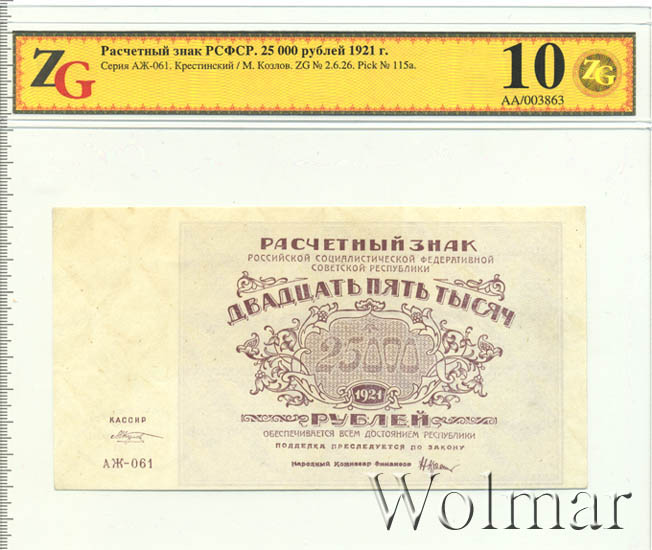 ZG
Расчетный знак РСФСР. 25 000 рублей 1921 г.
Серия АЖ-061. Крестинский / М. Козлов. ZG № 2.6.26. Pick № 115a.
10
AA/003863
ZG
РАСЧЕТНЫЙ ЗНАК
РОССИЙСКОЙ СОЦИАЛИСТИЧЕСКОЙ ФЕДЕРАТИВНОЙ
СОВЕТСКОЙ РЕСПУБЛИКИ
ДВАДЦАТЬ ПЯТЬ ТЫСЯЧ
25000
1921
РУБЛЕЙ
ОБЕСПЕЧИВАЕТСЯ ВСЕМ ДОСТОЯНИЕМ РЕСПУБЛИКИ
ПОДДЕЛКА ПРЕСЛЕДУЕТСЯ ПО ЗАКОНУ
Народный Комиссар Финансов
КАССИР
АЖ-061
Wolmar